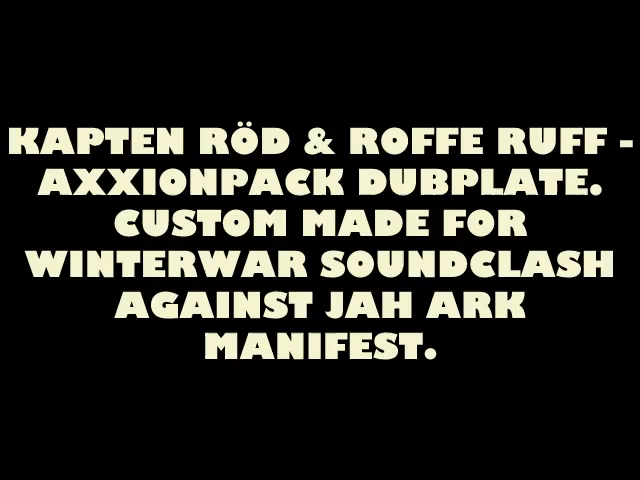 KAPTEN RÖD & ROFFE RUFF -
AXXIONPACK DUBPLATE.
CUSTOM MADE FOR
WINTERWAR SOUNDCLASH
AGAINST JAH ARK
MANIFEST.